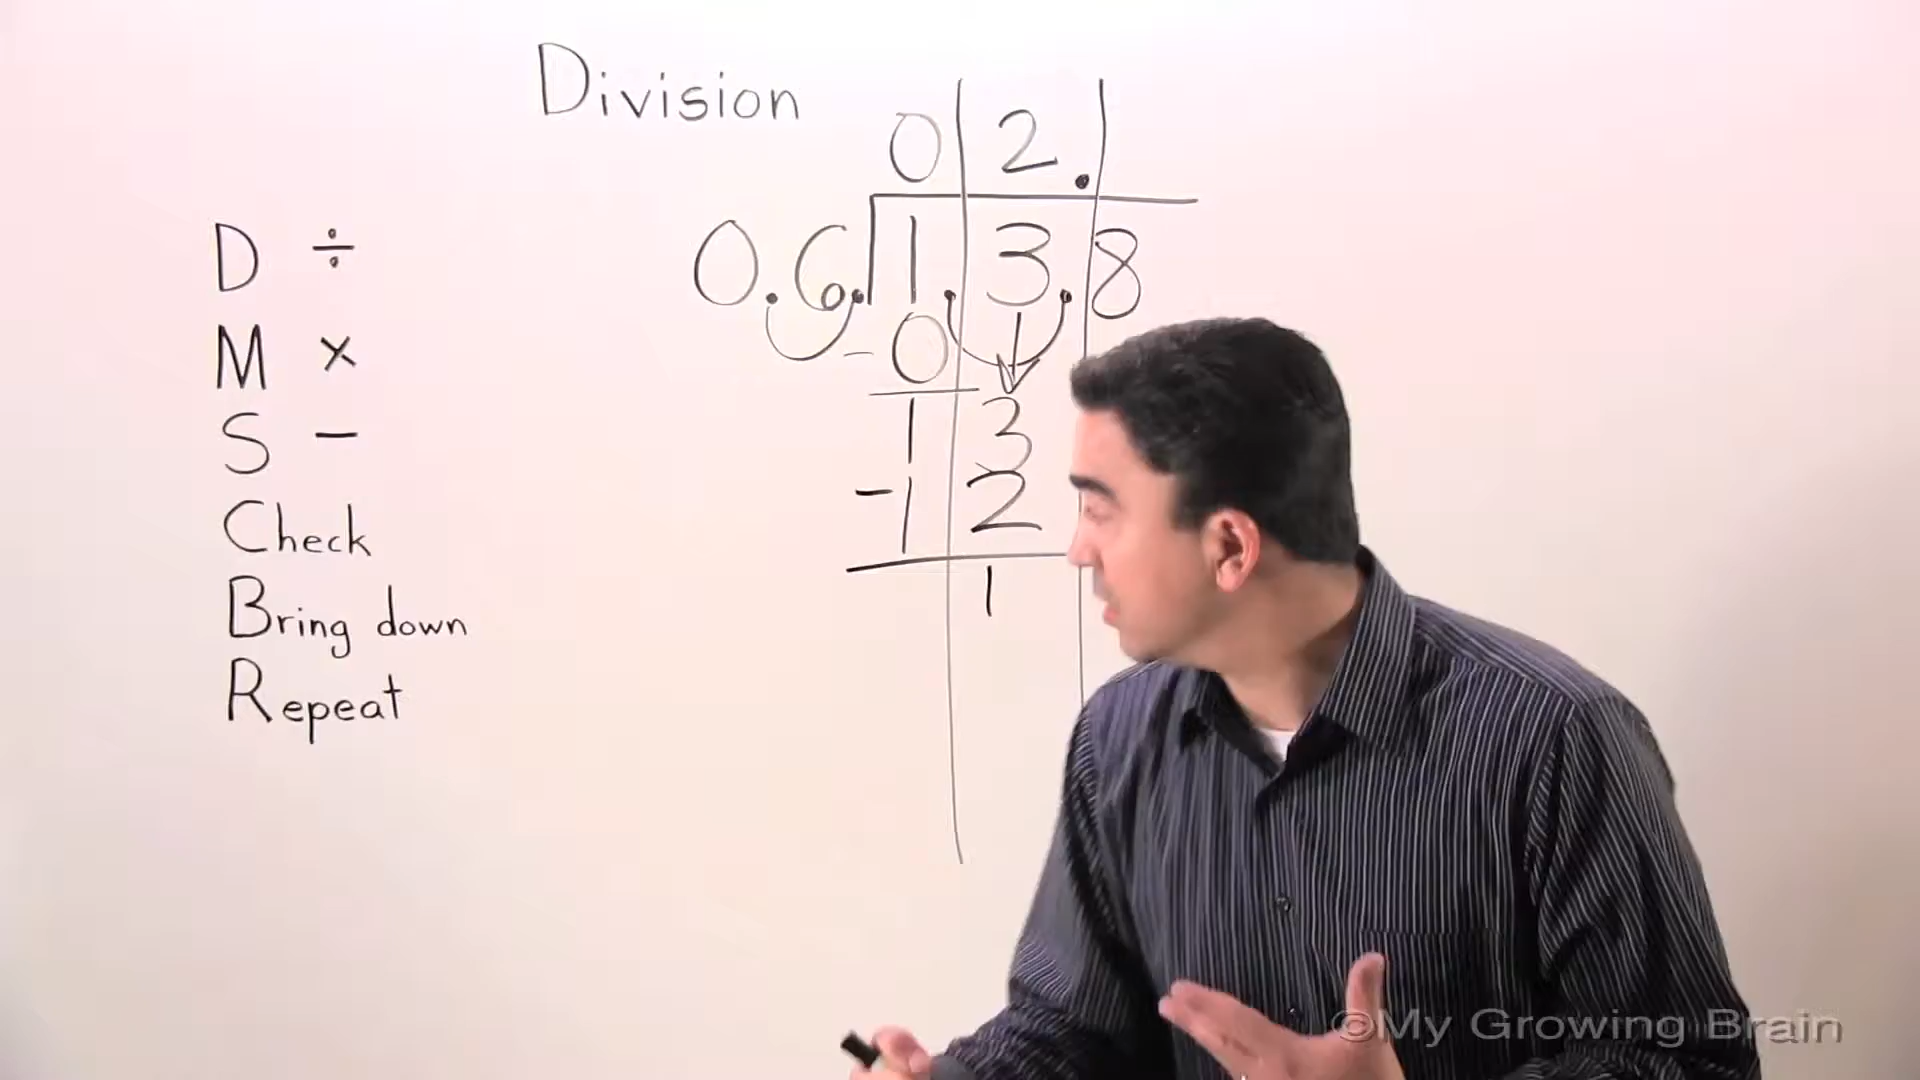 Division
0 2.
0.6.) 1.3.8
- 0
1 3
- 1 2
1
D ÷
M ×
S -
Check
Bring down
Repeat
©My Growing Brain